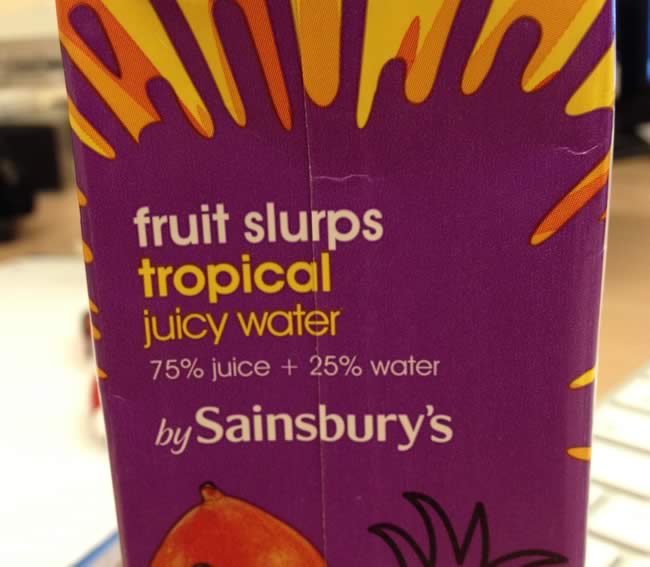 fruit slurps
tropical
juicy water
75% juice + 25% water
by Sainsbury's